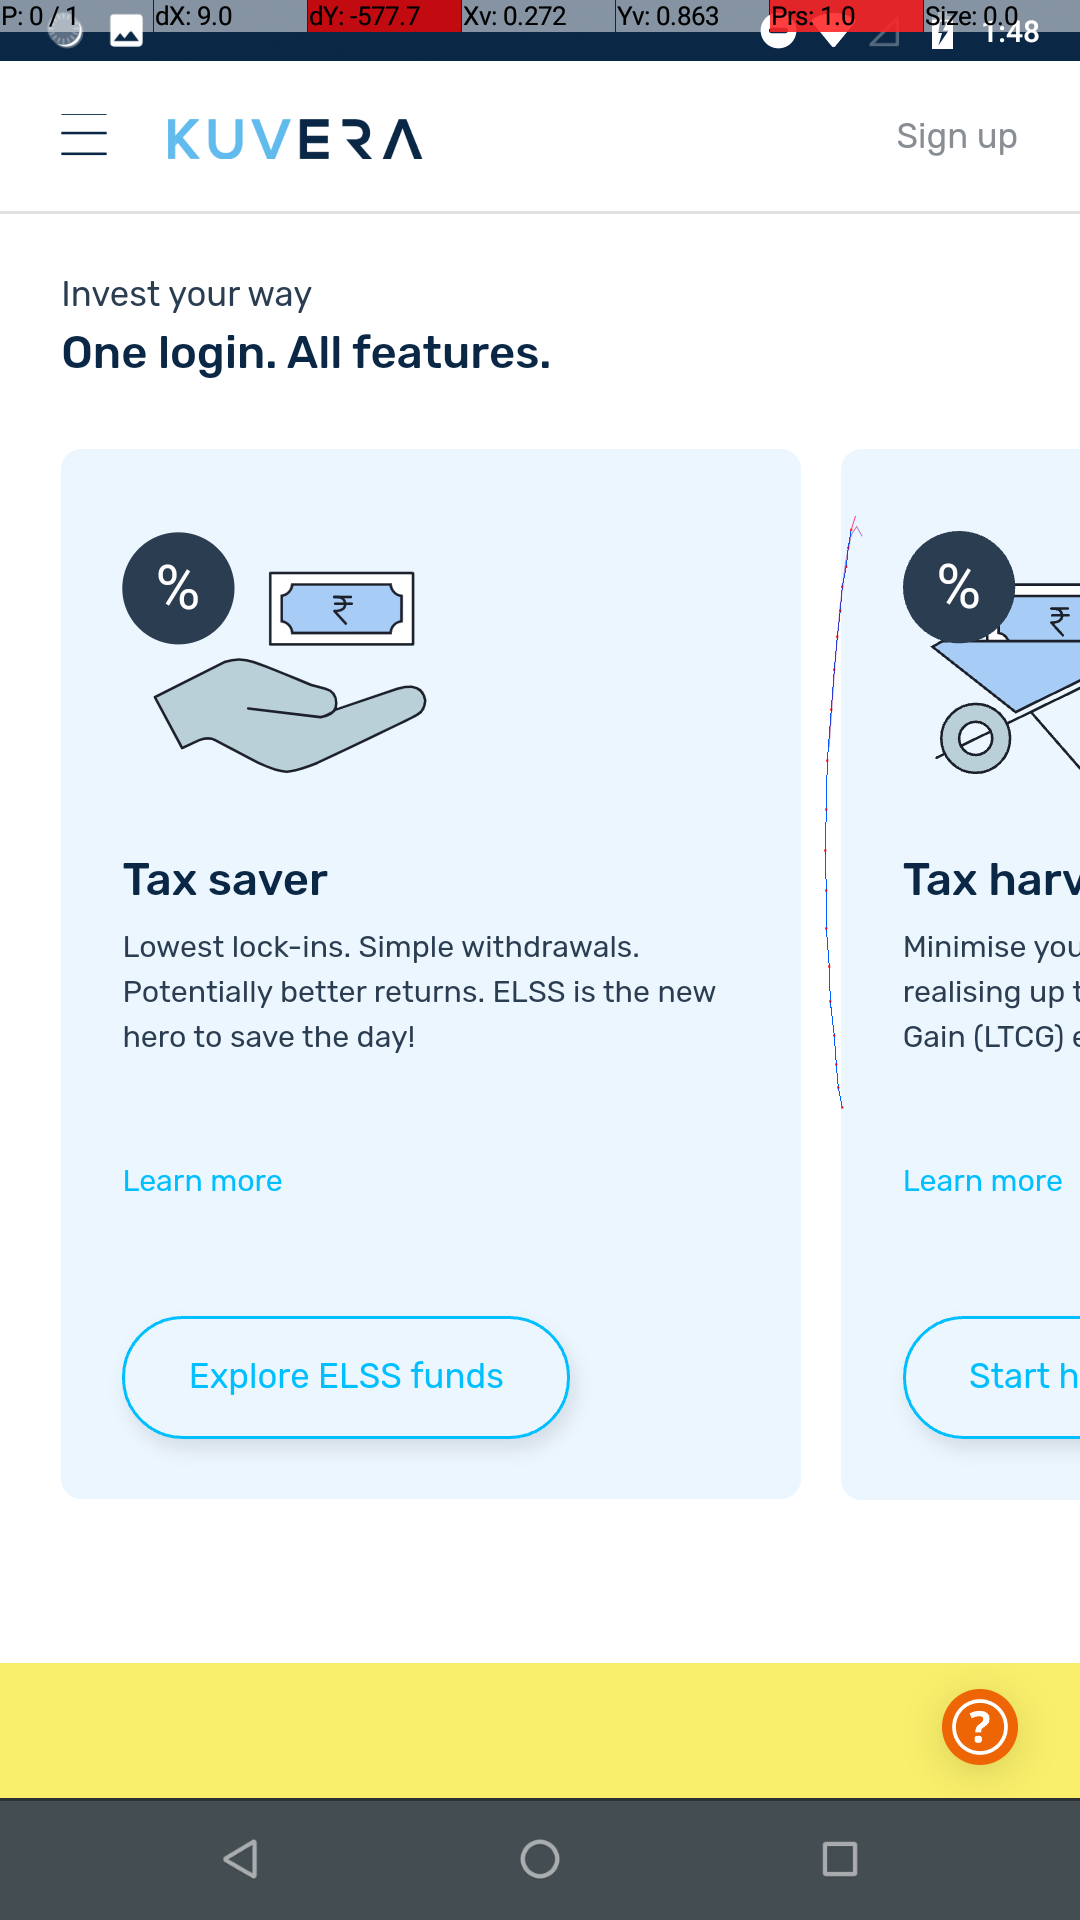 P: 0 / 1 dX: 9.0 dY: -577.7 Xv: 0.272 Yv: 0.863 Prs: 1.0 Size: 0.0
1:48
KUVERA Sign up
Invest your way
One login. All features.
% ₹
% ₹
Tax saver
Lowest lock-ins. Simple withdrawals.
Potentially better returns. ELSS is the new
hero to save the day!
Learn more
Explore ELSS funds
Tax harv
Minimise you
realising up t
Gain (LTCG) e
Learn more
Start h
?